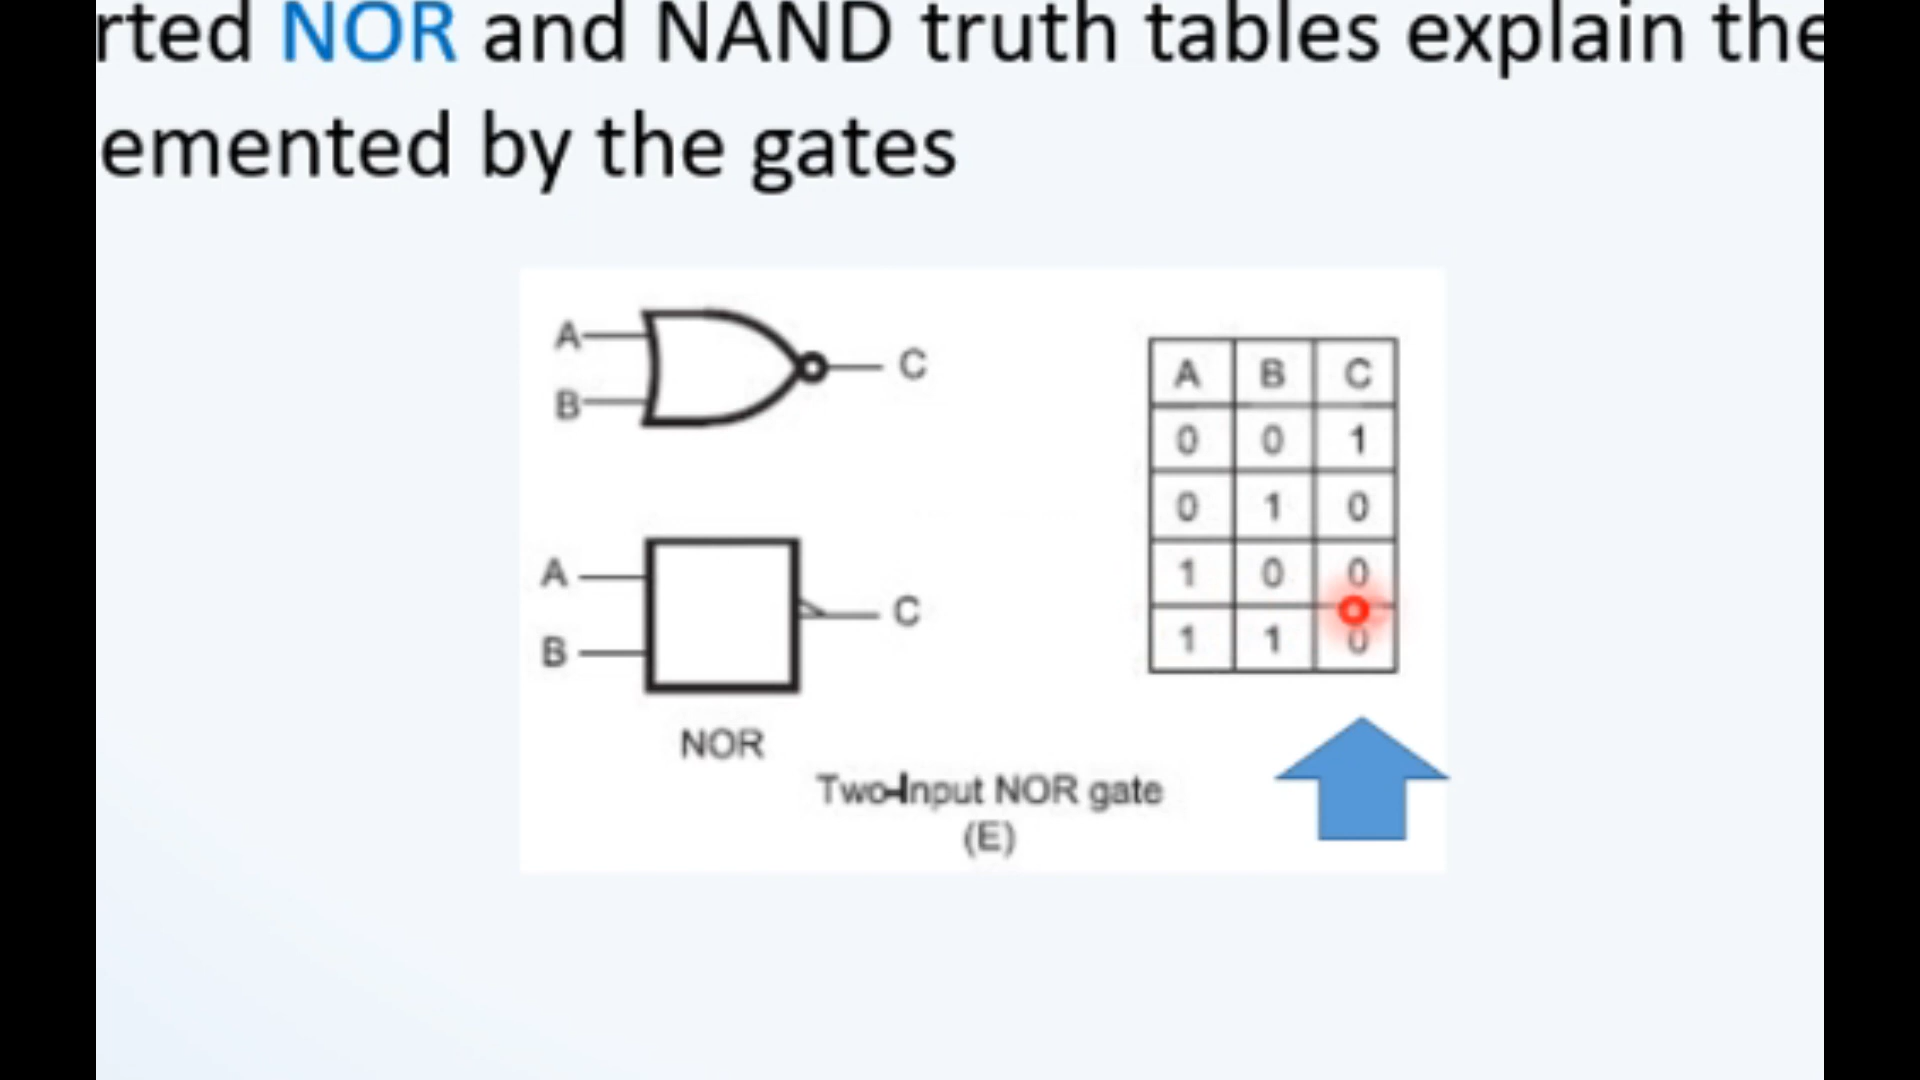 rted NOR and NAND truth tables explain the
emented by the gates
A
B
C
A B C
0 0 1
0 1 0
1 0 0
1 1 0
A
B
C
NOR
Two-Input NOR gate
(E)